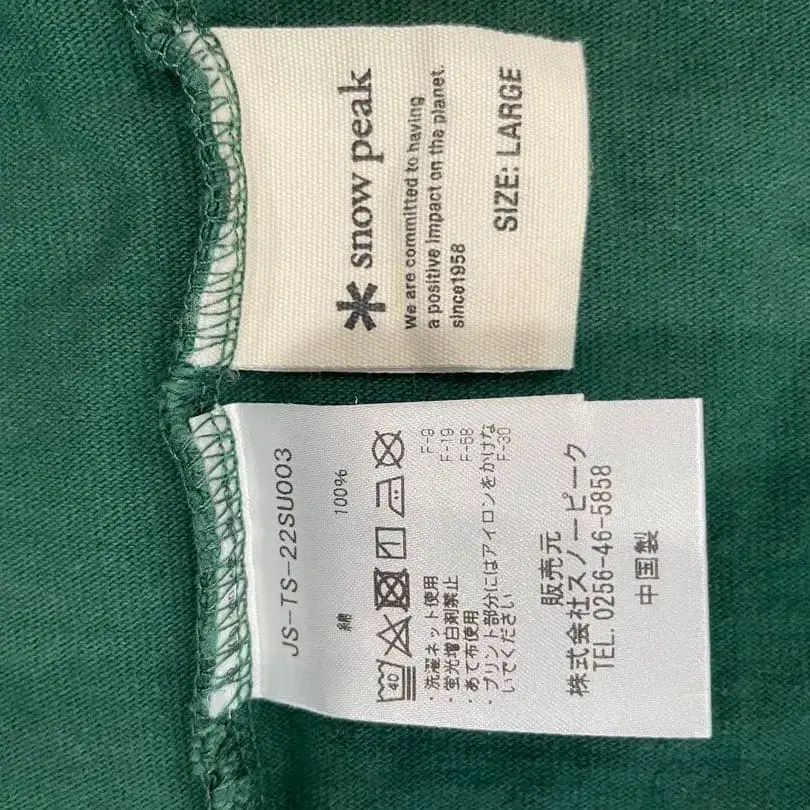 snow peak
We are committed to having
a positive impact on the planet.
since1958
SIZE: LARGE
JS-TS-22SU003
綿 100%
40
・洗濯ネット使用 F-9
・蛍光増白剤禁止 F-19
・あて布使用 F-58
・プリント部分にはアイロンをかけな F-30
いでください
販売元
株式会社スノーピーク
TEL. 0256-46-5858
中国製